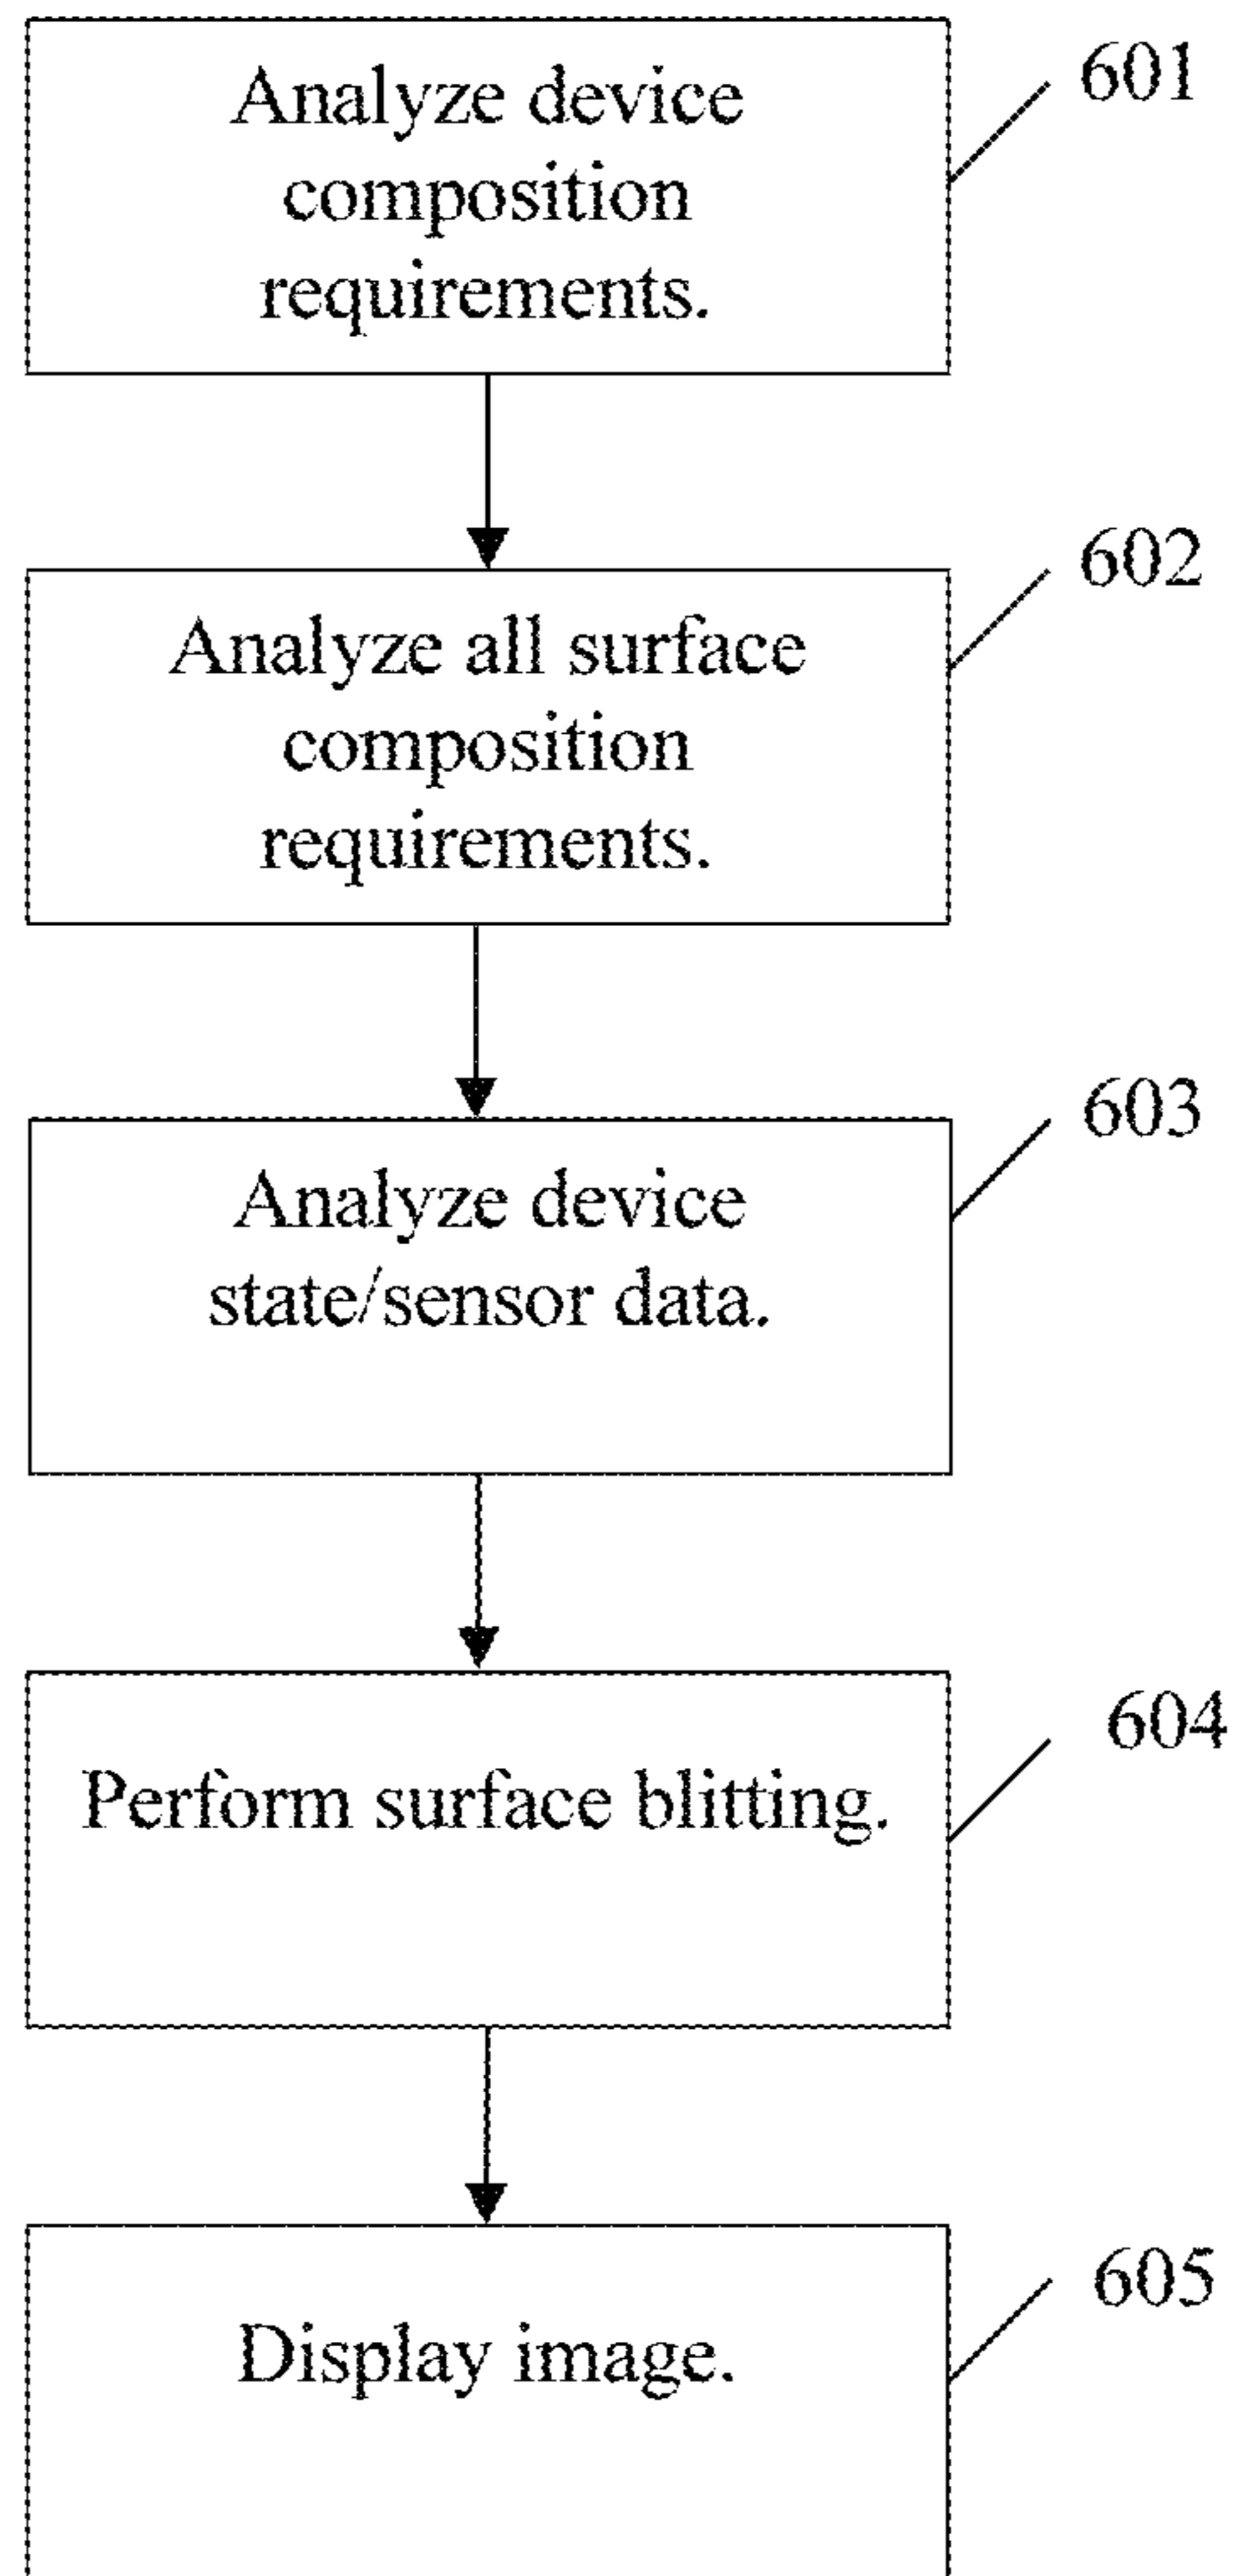 Analyze device
composition
requirements.
601
Analyze all surface
composition
requirements.
602
Analyze device
state/sensor data.
603
Perform surface blitting.
604
Display image.
605